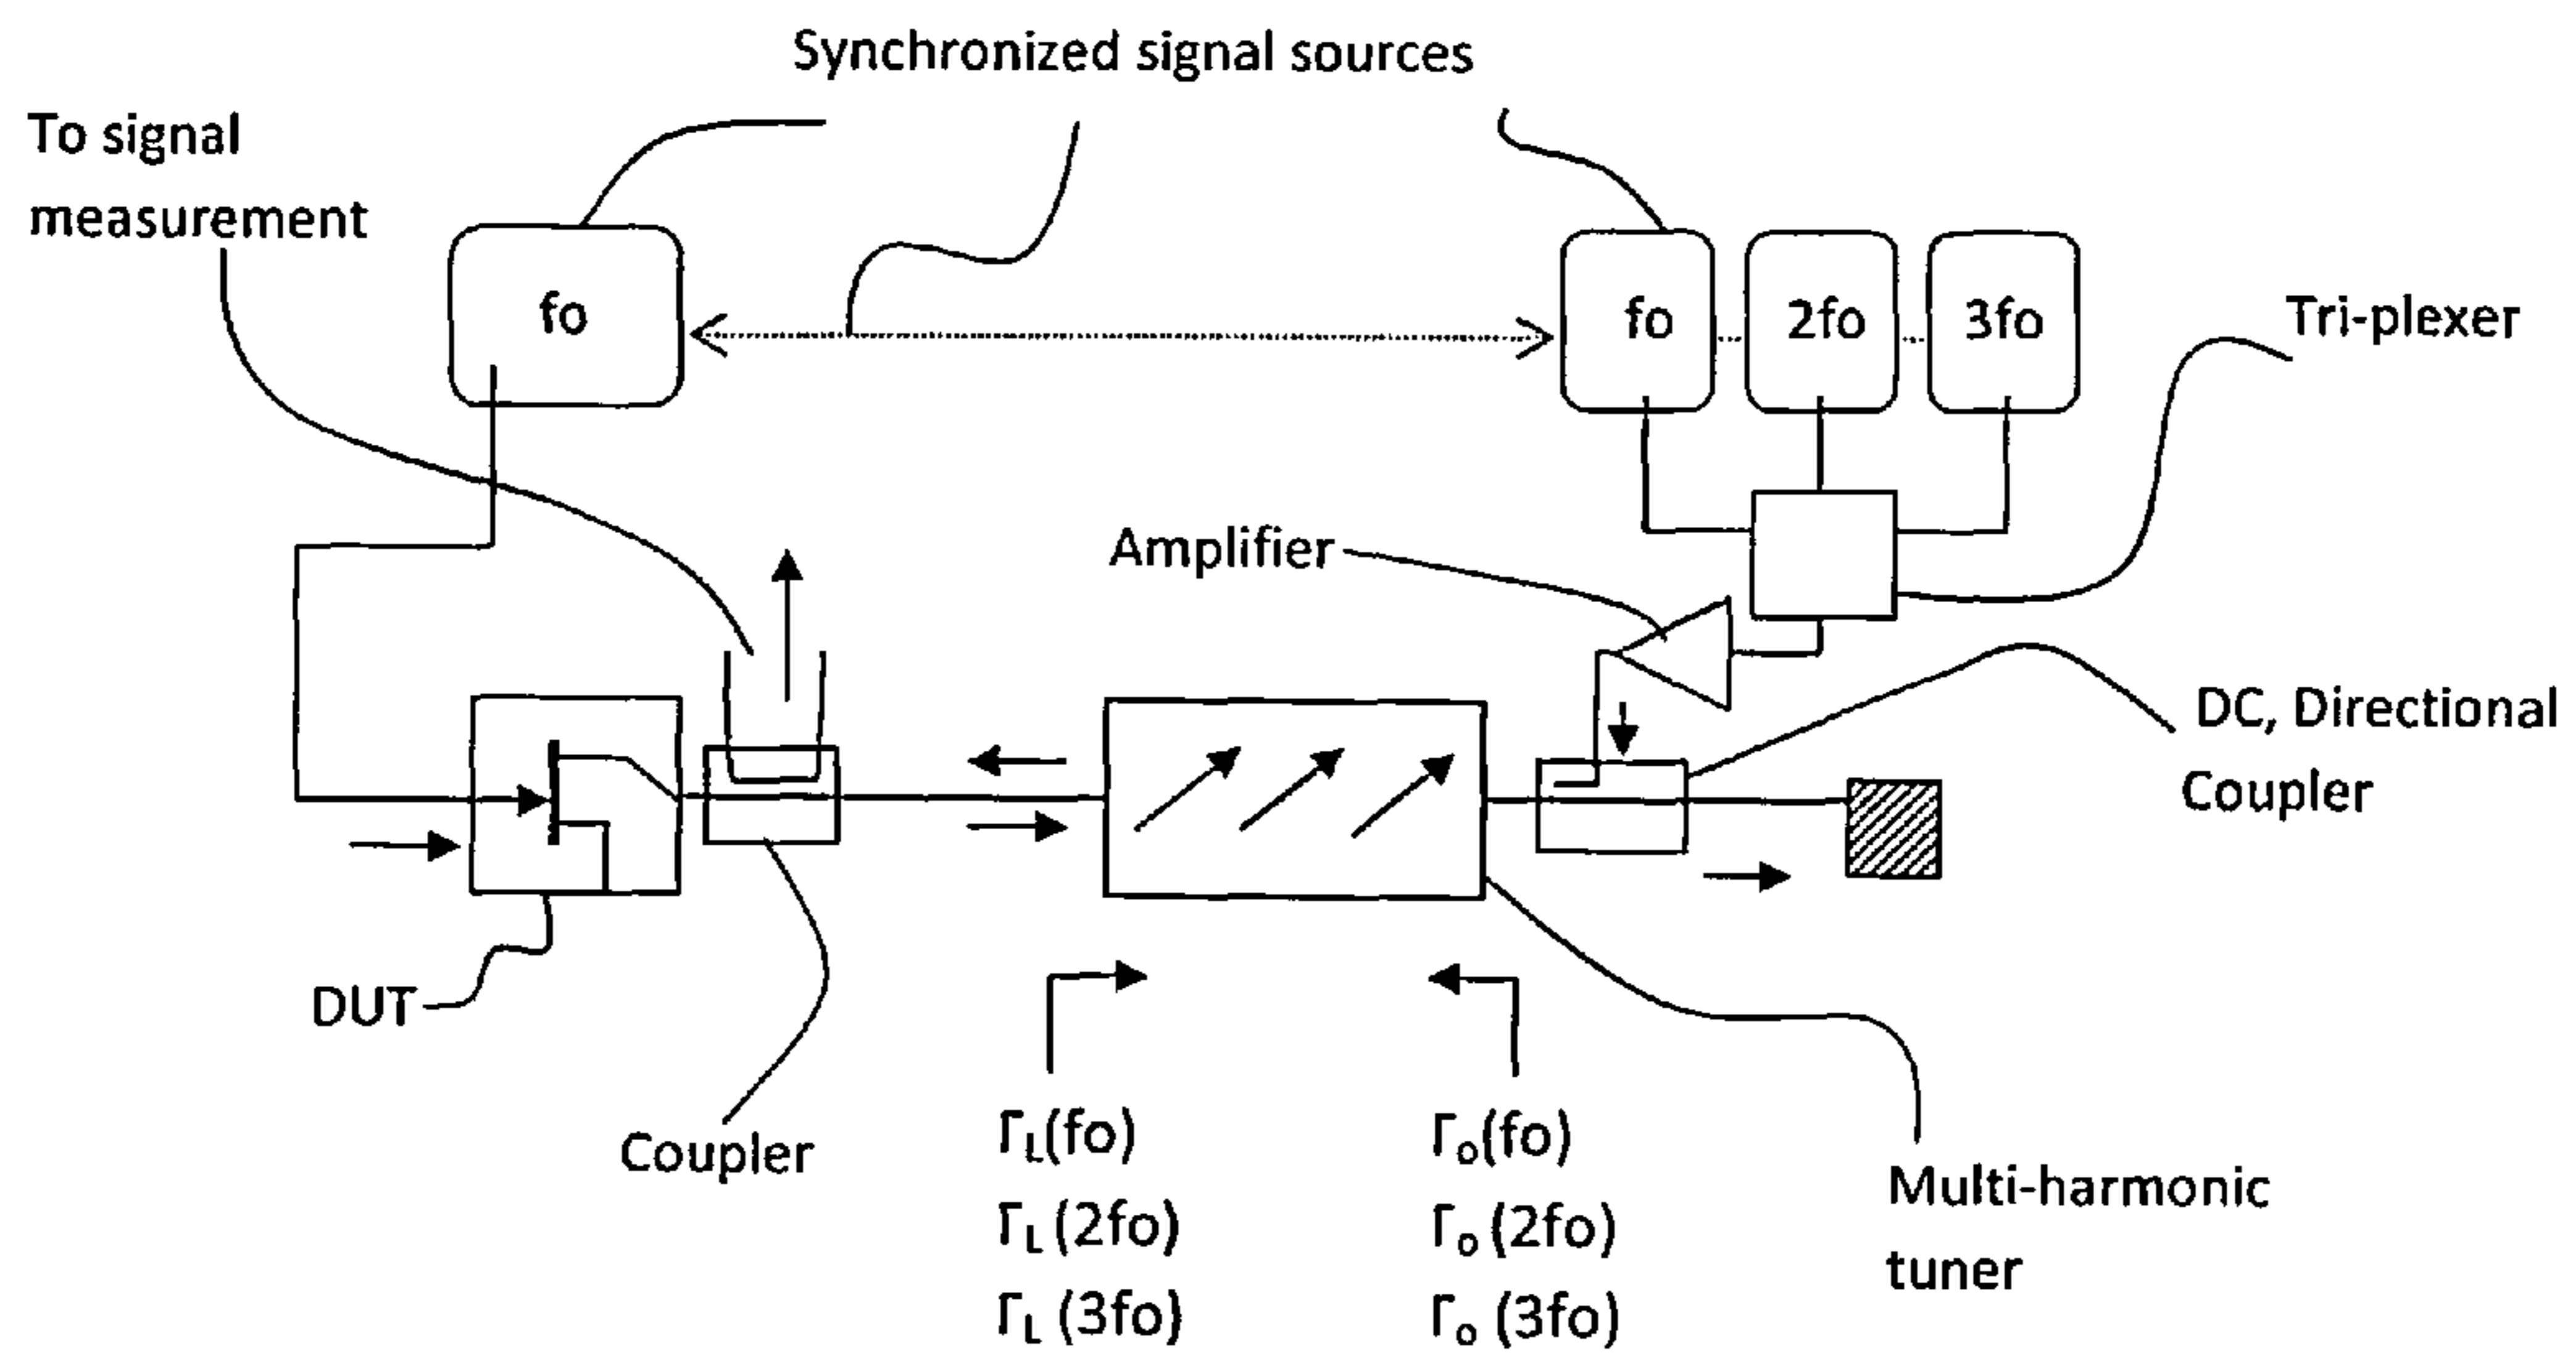 Synchronized signal sources
To signal
measurement
fo
fo
2fo
3fo
Tri-plexer
Amplifier
DC, Directional
Coupler
DUT
Coupler
ΓL(fo)
ΓL (2fo)
ΓL (3fo)
Γo(fo)
Γo (2fo)
Γo (3fo)
Multi-harmonic
tuner